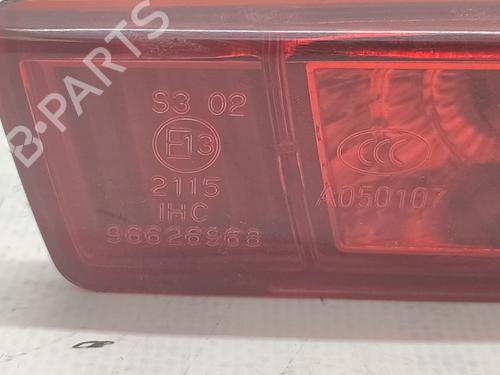 S3 02
E13
2115
IHC
96626968
CCC
A050107
B-PARTS